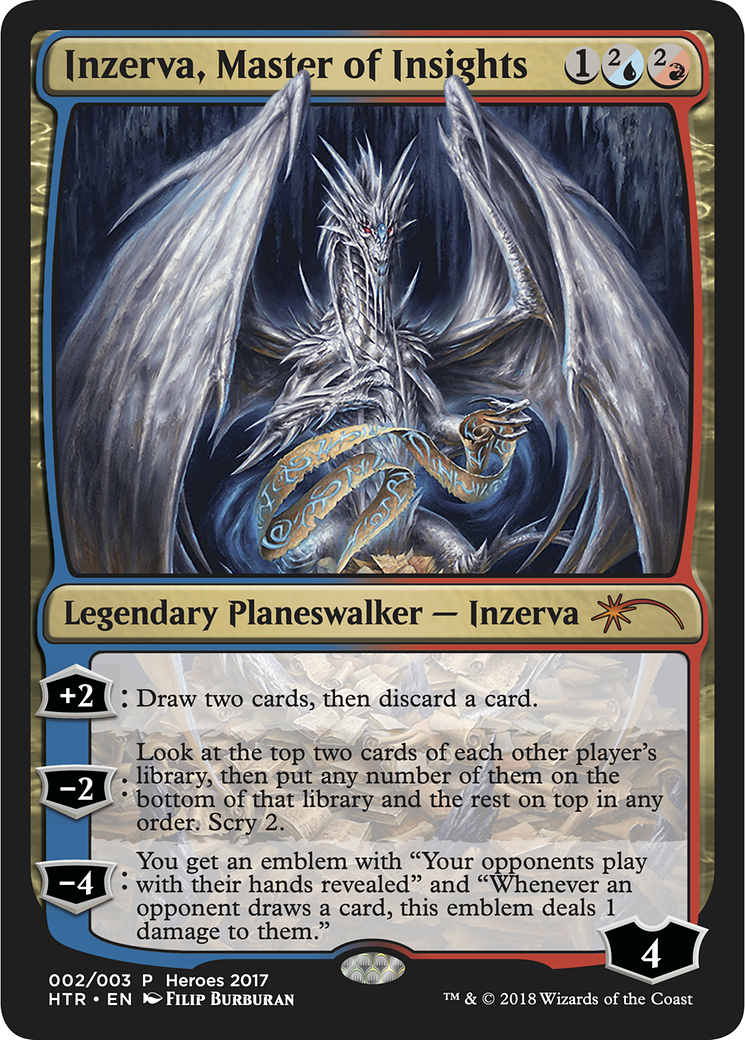 Inzerva, Master of Insights 1 2 2
Legendary Planeswalker — Inzerva
+2 : Draw two cards, then discard a card.
−2 : Look at the top two cards of each other player's
library, then put any number of them on the
bottom of that library and the rest on top in any
order. Scry 2.
−4 : You get an emblem with “Your opponents play
with their hands revealed” and “Whenever an
opponent draws a card, this emblem deals 1
damage to them.”
4
002/003 P Heroes 2017
HTR • EN Filip Burburan
™ & © 2018 Wizards of the Coast